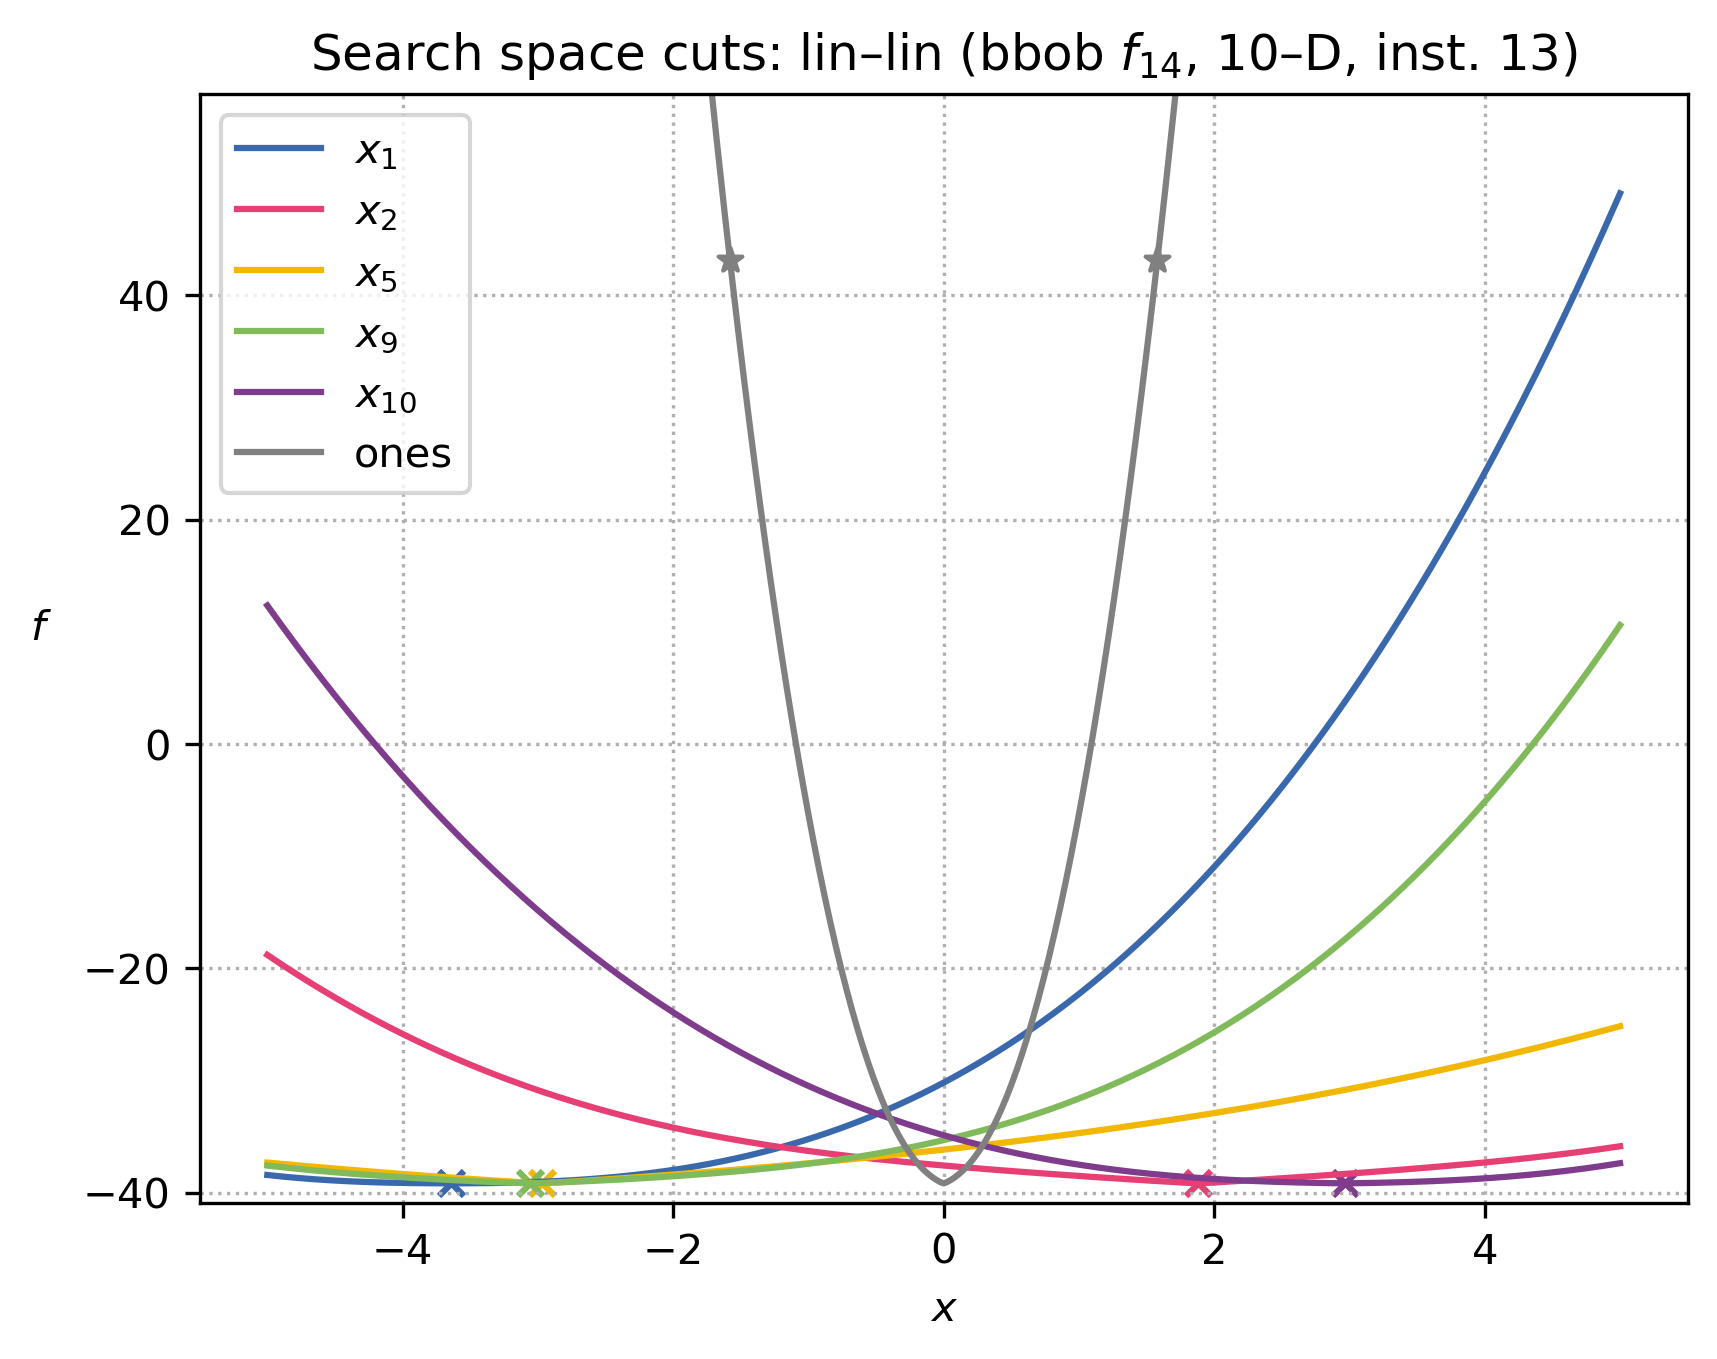 Search space cuts: lin–lin (bbob f14, 10–D, inst. 13)
x1
x2
x5
x9
x10
ones
40
20
0
−20
−40
f
−4 −2 0 2 4
x